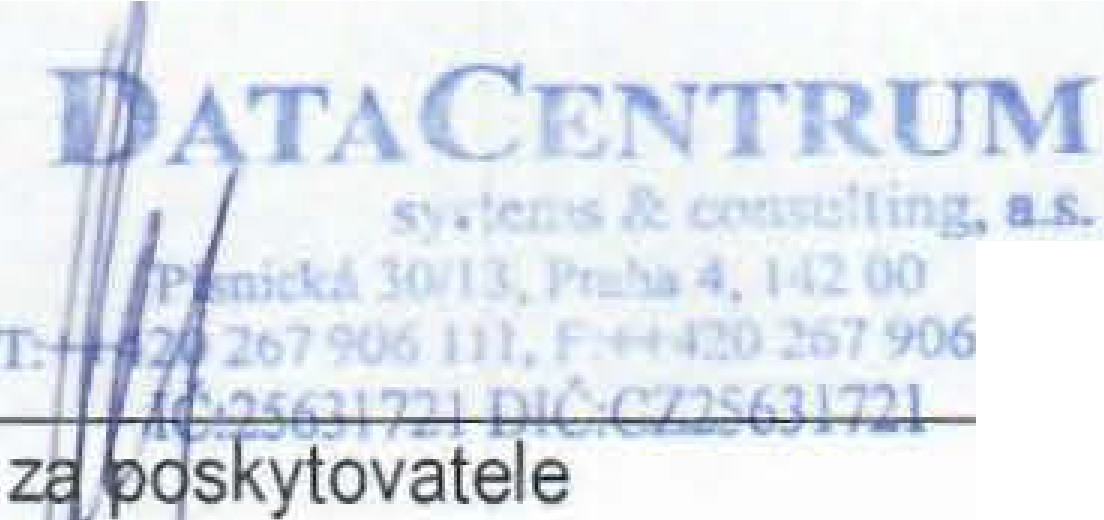 DATACENTRUM
systems & consulting, a.s.
Písnická 30/13, Praha 4, 142 00
T:++420 267 906 111, F:++420 267 906
IČ:25631721 DIČ:CZ25631721
za poskytovatele